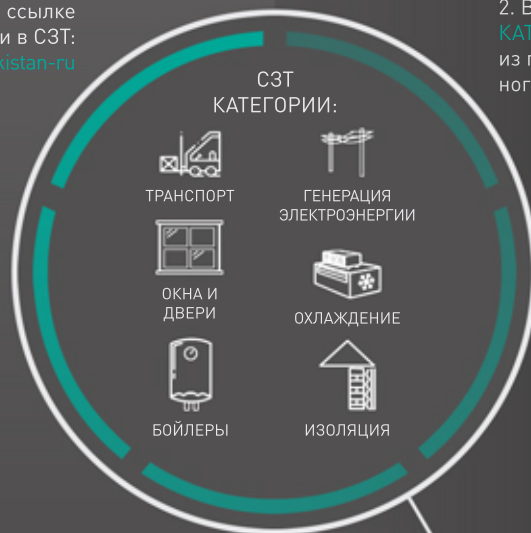 ссылке
и в СЗТ:
kistan-ru
2. В
КАТ
из п
ног
СЗТ
КАТЕГОРИИ:
ТРАНСПОРТ
ГЕНЕРАЦИЯ
ЭЛЕКТРОЭНЕРГИИ
ОКНА И
ДВЕРИ
ОХЛАЖДЕНИЕ
БОЙЛЕРЫ
ИЗОЛЯЦИЯ